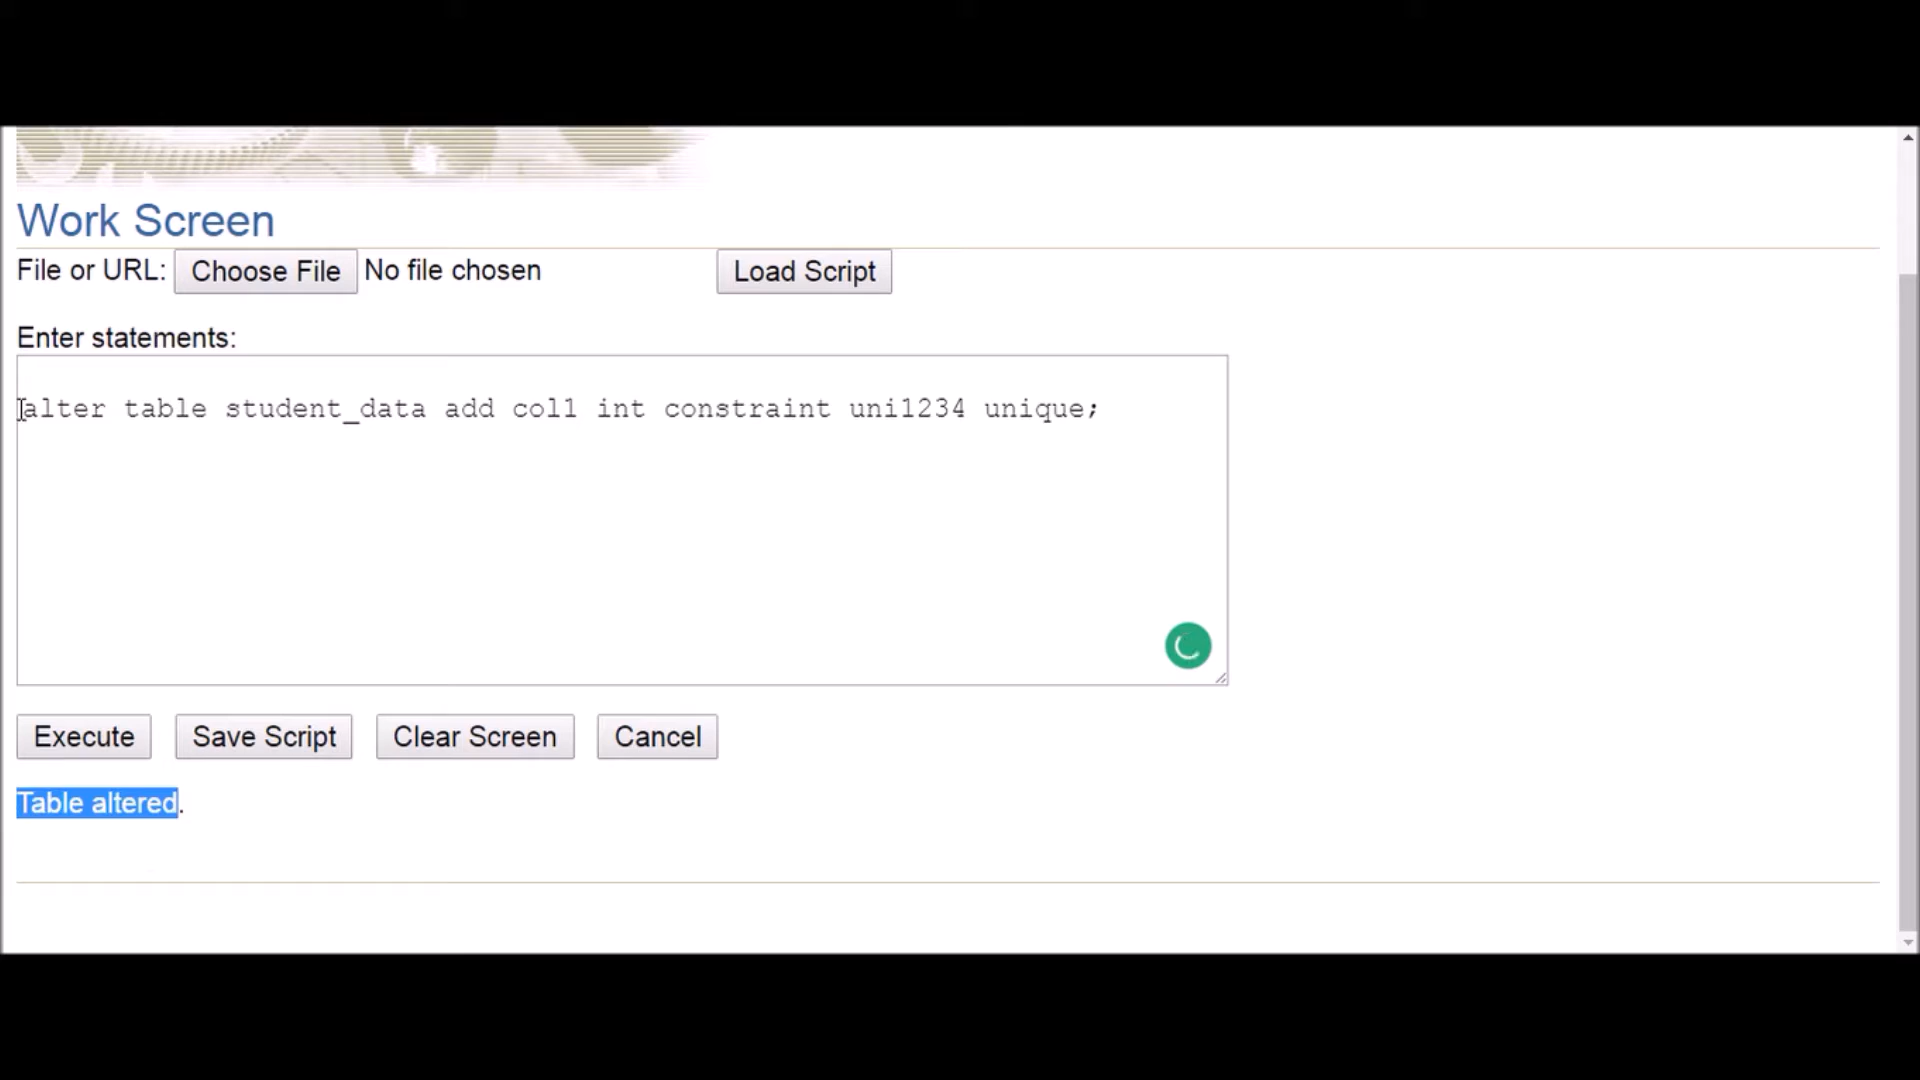 Work Screen
File or URL: Choose File No file chosen Load Script
Enter statements:
alter table student_data add col1 int constraint uni1234 unique;
Execute Save Script Clear Screen Cancel
Table altered.